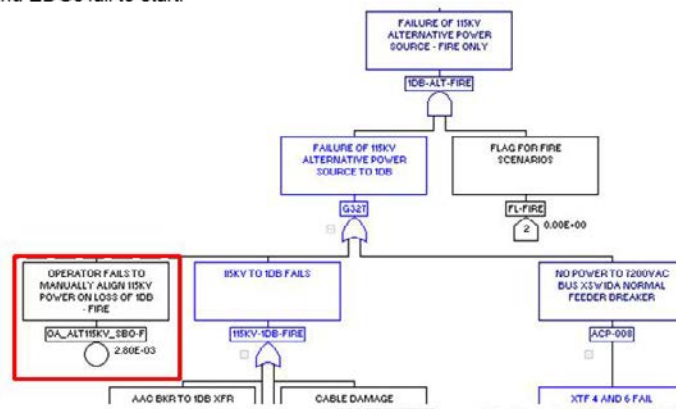 FAILURE OF 115KV
ALTERNATIVE POWER
SOURCE - FIRE ONLY
1DB-ALT-FIRE
FAILURE OF 115KV
ALTERNATIVE POWER
SOURCE TO 1DB
FLAG FOR FIRE
SCENARIOS
G32T
FL-FIRE
2
0.00E+00
OPERATOR FAILS TO
MANUALLY ALIGN 115KV
POWER ON LOSS OF 1DB
- FIRE
115KV TO 1DB FAILS
NO POWER TO 7200VAC
BUS XSW1DA NORMAL
FEEDER BREAKER
OA_ALT115KV_SBO-F
2.80E-03
115KV-1DB-FIRE
ACP-008
AAC BKR TO 1DB XFR
CABLE DAMAGE
XTF 4 AND 6 FAIL